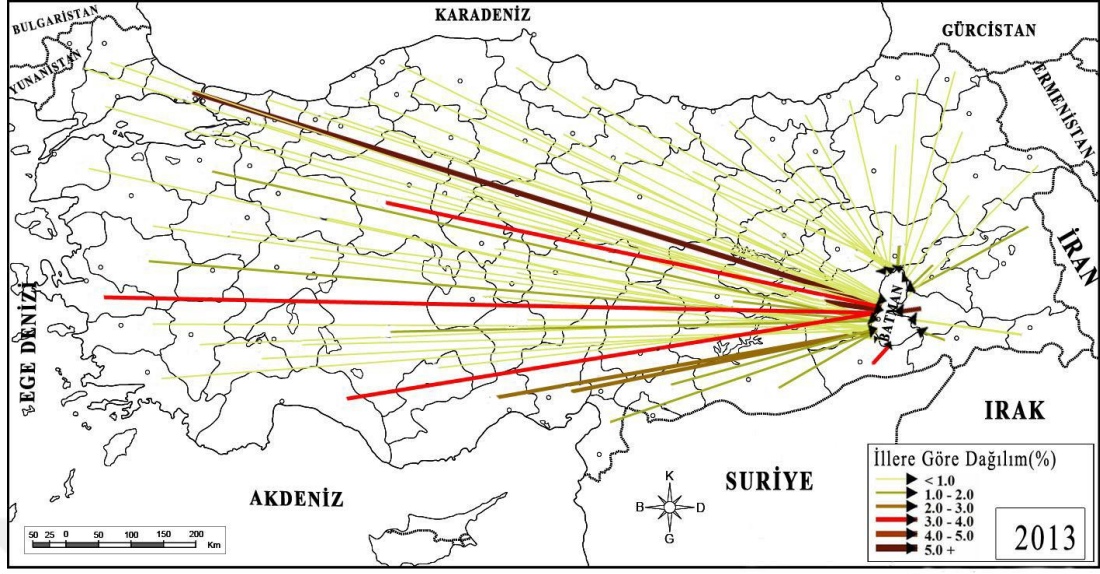 BULGARİSTAN
YUNANİSTAN
KARADENİZ
GÜRCİSTAN
ERMENİSTAN
İRAN
EGE DENİZİ
BATMAN
IRAK
SURİYE
AKDENİZ
K
B D
G
50 25 0 50 100 150 200
Km
İllere Göre Dağılım(%)
< 1.0
1.0 - 2.0
2.0 - 3.0
3.0 - 4.0
4.0 - 5.0
5.0 +
2013